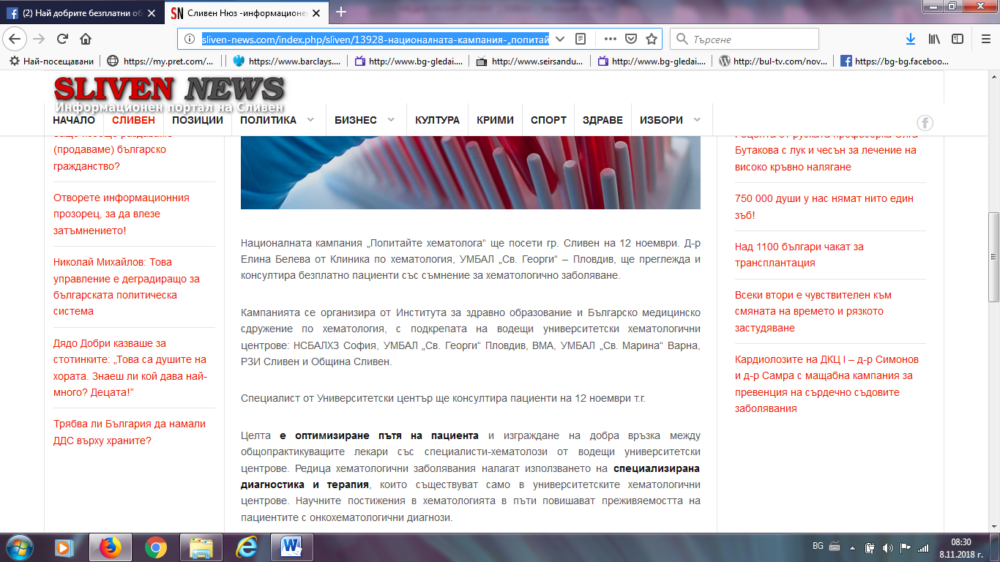 (2) Най добрите безплатни об
Сливен Нюз -информационе
sliven-news.com/index.php/sliven/13928-националната-кампания-„попитай
Търсене
Най-посещавани
https://my.pret.com/...
https://www.barclays....
http://www.bg-gledai....
http://www.seirsandu...
http://www.bg-gledai....
http://bul-tv.com/nov...
https://bg-bg.faceboo...
SLIVEN NEWS
Информационен портал на Сливен
НАЧАЛО
СЛИВЕН
ПОЗИЦИИ
ПОЛИТИКА
БИЗНЕС
КУЛТУРА
КРИМИ
СПОРТ
ЗДРАВЕ
ИЗБОРИ
(продаваме) българско
гражданство?
Отворете информационния
прозорец, за да влезе
затъмнението!
Николай Михайлов: Това
управление е деградиращо за
българската политическа
система
Дядо Добри казваше за
стотинките: „Това са душите на
хората. Знаеш ли кой дава най-
много? Децата!”
Трябва ли България да намали
ДДС върху храните?
Националната кампания „Попитайте хематолога“ ще посети гр. Сливен на 12 ноември. Д-р
Елина Белева от Клиника по хематология, УМБАЛ „Св. Георги“ – Пловдив, ще преглежда и
консултира безплатно пациенти със съмнение за хематологично заболяване.
Кампанията се организира от Института за здравно образование и Българско медицинско
сдружение по хематология, с подкрепата на водещи университетски хематологични
центрове: НСБАЛХЗ София, УМБАЛ „Св. Георги“ Пловдив, ВМА, УМБАЛ „Св. Марина“ Варна,
РЗИ Сливен и Община Сливен.
Специалист от Университетски център ще консултира пациенти на 12 ноември т.г.
Целта е оптимизиране пътя на пациента и изграждане на добра връзка между
общопрактикуващите лекари със специалисти-хематолози от водещи университетски
центрове. Редица хематологични заболявания налагат използването на специализирана
диагностика и терапия, които съществуват само в университетските хематологични
центрове. Научните постижения в хематологията в пъти повишават преживяемостта на
пациентите с онкохематологични диагнози.
Рецепта от руската професорка Олга
Бутакова с лук и чесън за лечение на
високо кръвно налягане
750 000 души у нас нямат нито един
зъб!
Над 1100 българи чакат за
трансплантация
Всеки втори е чувствителен към
смяната на времето и рязкото
застудяване
Кардиолозите на ДКЦ I – д-р Симонов
и д-р Самра с мащабна кампания за
превенция на сърдечно съдовите
заболявания
BG
08:30
8.11.2018 г.